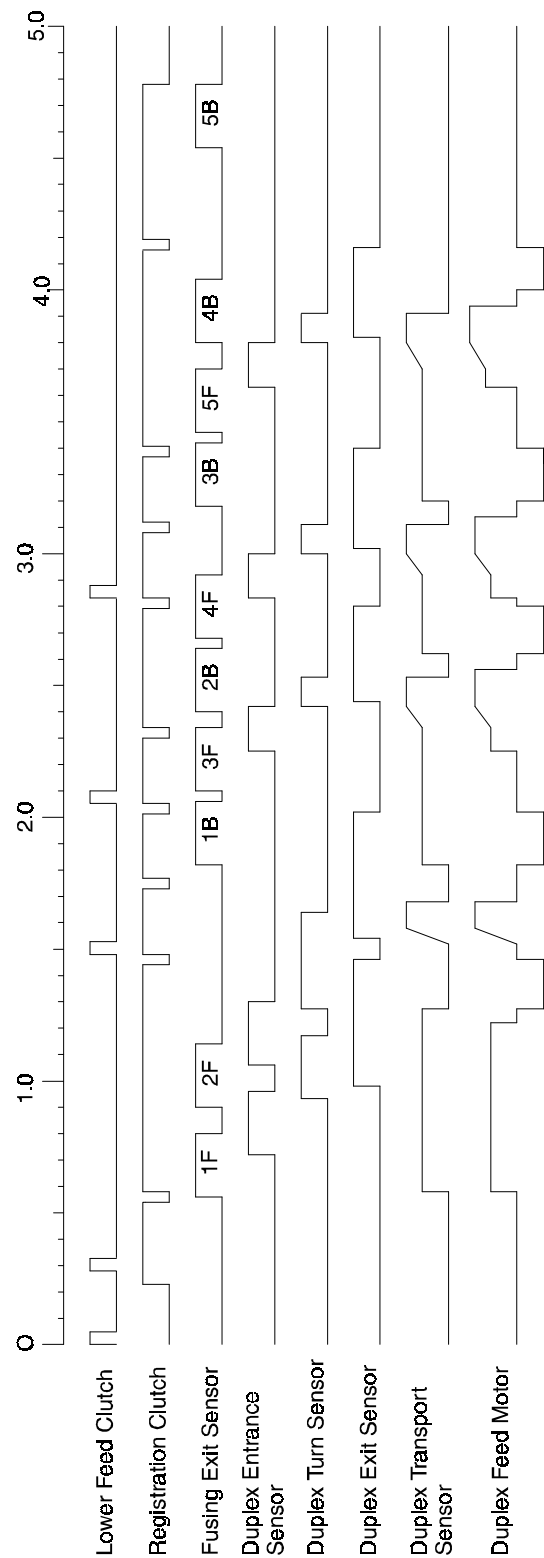 O 1.0 2.0 3.0 4.0 5.0
Lower Feed Clutch
Registration Clutch
Fusing Exit Sensor
1F 2F 1B 3F 2B 4F 3B 5F 4B 5B
Duplex Entrance
Sensor
Duplex Turn Sensor
Duplex Exit Sensor
Duplex Transport
Sensor
Duplex Feed Motor